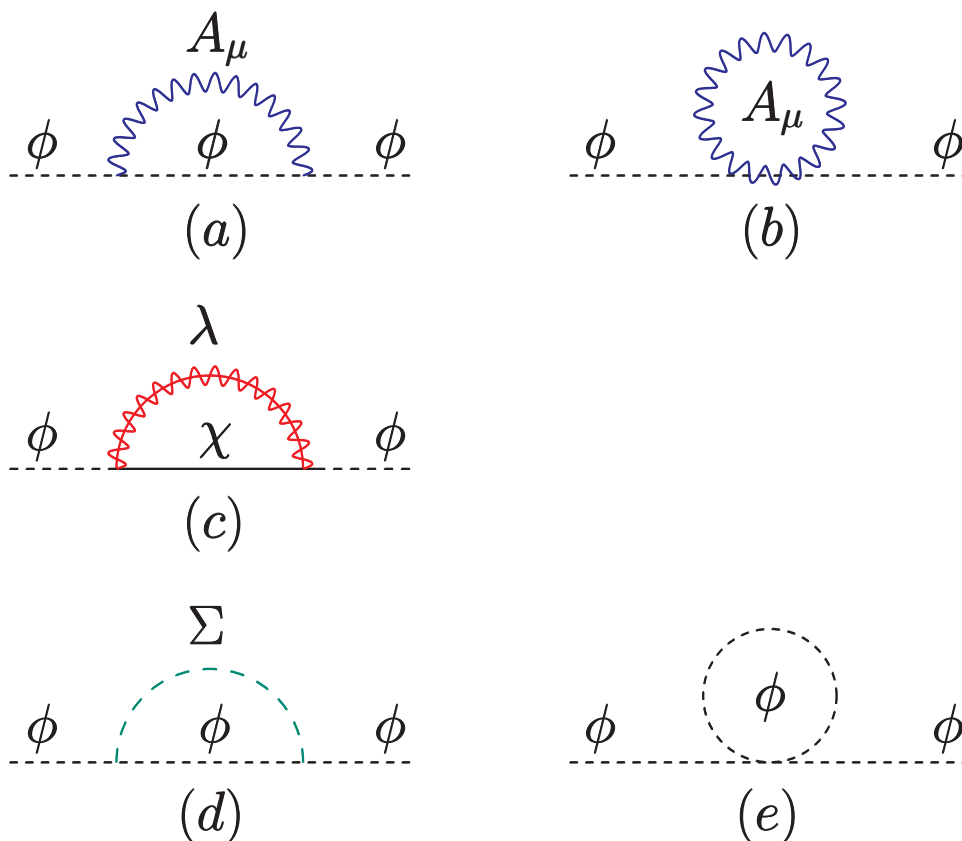 A_μ A_μ
ϕ ϕ ϕ ϕ ϕ
(a) (b)
λ
ϕ χ ϕ
(c)
Σ
ϕ ϕ ϕ ϕ ϕ ϕ
(d) (e)